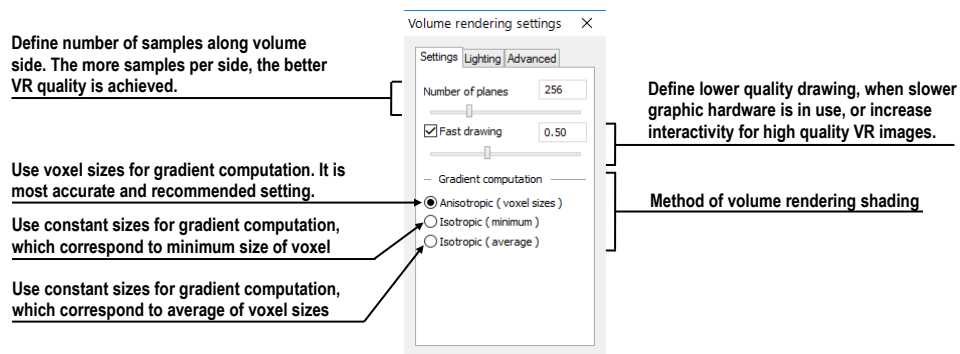 Volume rendering settings
Define number of samples along volume
side. The more samples per side, the better
VR quality is achieved.
Settings Lighting Advanced
Number of planes 256
Fast drawing 0.50
Define lower quality drawing, when slower
graphic hardware is in use, or increase
interactivity for high quality VR images.
Use voxel sizes for gradient computation. It is
most accurate and recommended setting.
Gradient computation
Anisotropic ( voxel sizes )
Isotropic ( minimum )
Isotropic ( average )
Method of volume rendering shading
Use constant sizes for gradient computation,
which correspond to minimum size of voxel
Use constant sizes for gradient computation,
which correspond to average of voxel sizes